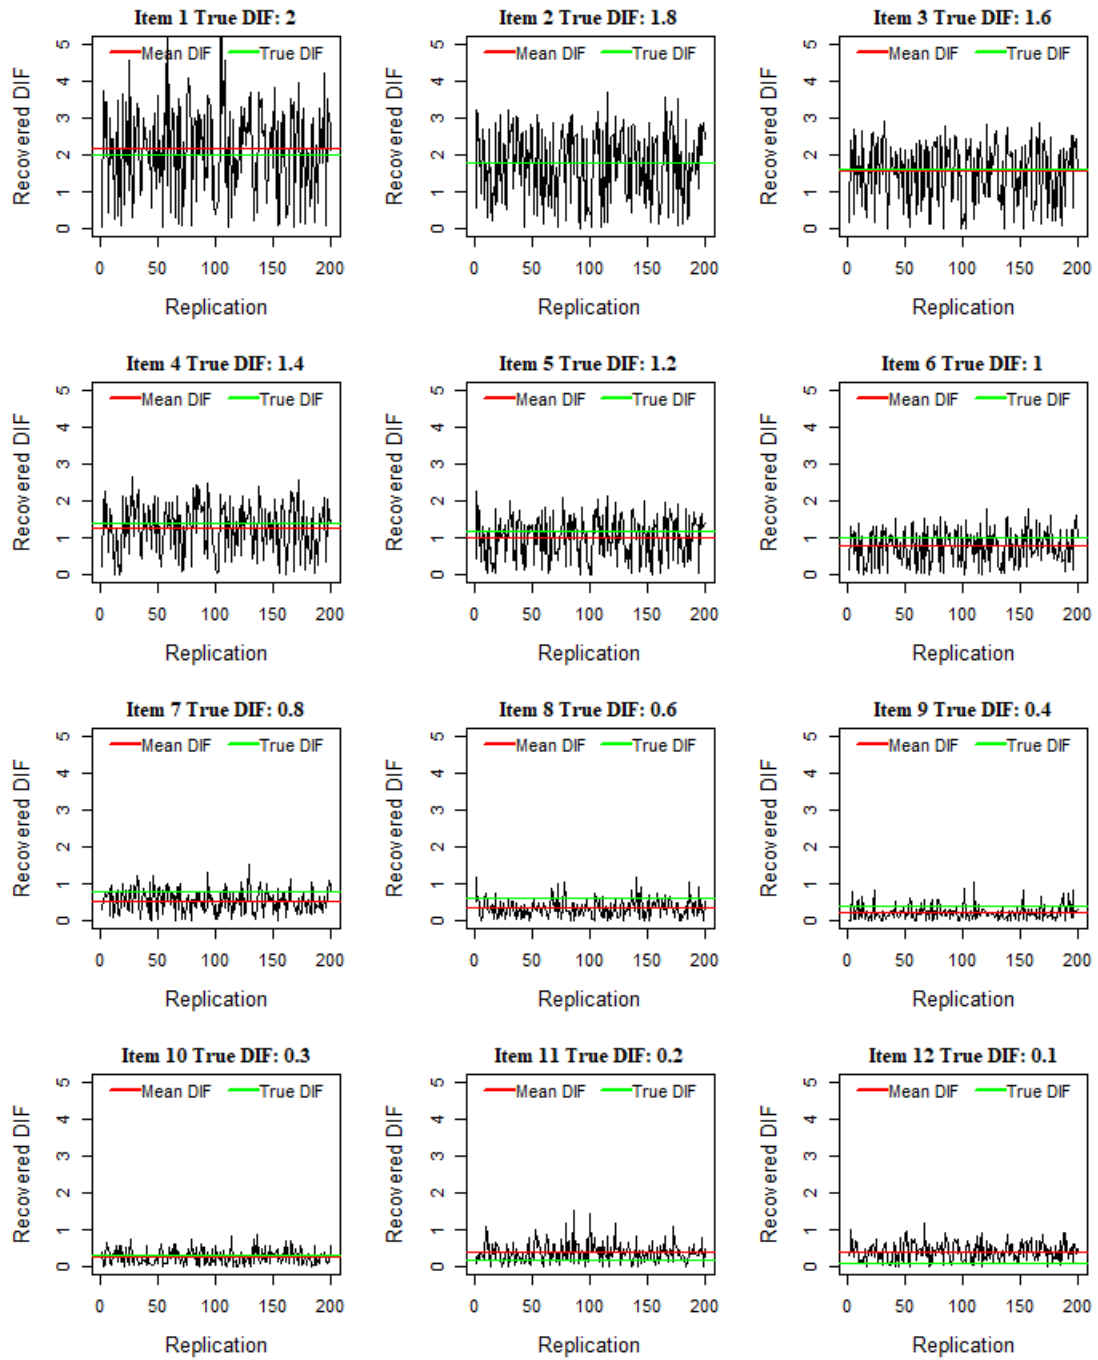 Item 1 True DIF: 2
Mean DIF True DIF
Recovered DIF
0 1 2 3 4 5
0 50 100 150 200
Replication
Item 2 True DIF: 1.8
Mean DIF True DIF
Recovered DIF
0 1 2 3 4 5
0 50 100 150 200
Replication
Item 3 True DIF: 1.6
Mean DIF True DIF
Recovered DIF
0 1 2 3 4 5
0 50 100 150 200
Replication
Item 4 True DIF: 1.4
Mean DIF True DIF
Recovered DIF
0 1 2 3 4 5
0 50 100 150 200
Replication
Item 5 True DIF: 1.2
Mean DIF True DIF
Recovered DIF
0 1 2 3 4 5
0 50 100 150 200
Replication
Item 6 True DIF: 1
Mean DIF True DIF
Recovered DIF
0 1 2 3 4 5
0 50 100 150 200
Replication
Item 7 True DIF: 0.8
Mean DIF True DIF
Recovered DIF
0 1 2 3 4 5
0 50 100 150 200
Replication
Item 8 True DIF: 0.6
Mean DIF True DIF
Recovered DIF
0 1 2 3 4 5
0 50 100 150 200
Replication
Item 9 True DIF: 0.4
Mean DIF True DIF
Recovered DIF
0 1 2 3 4 5
0 50 100 150 200
Replication
Item 10 True DIF: 0.3
Mean DIF True DIF
Recovered DIF
0 1 2 3 4 5
0 50 100 150 200
Replication
Item 11 True DIF: 0.2
Mean DIF True DIF
Recovered DIF
0 1 2 3 4 5
0 50 100 150 200
Replication
Item 12 True DIF: 0.1
Mean DIF True DIF
Recovered DIF
0 1 2 3 4 5
0 50 100 150 200
Replication